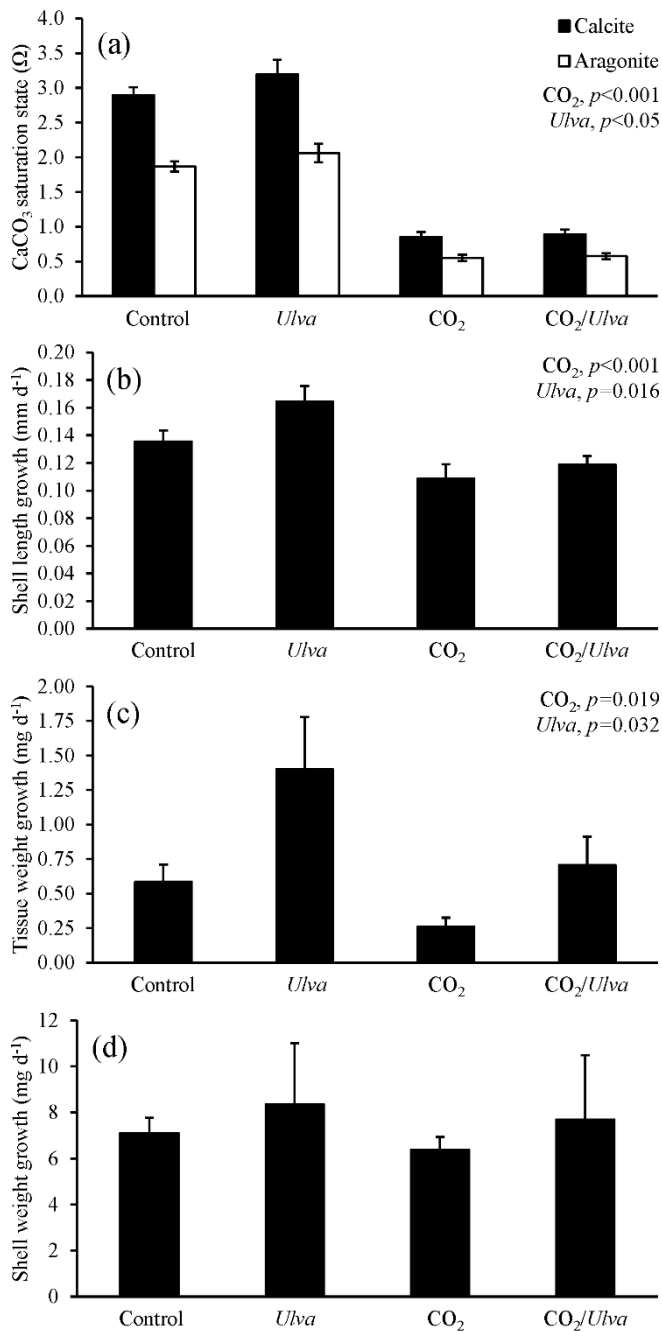 (a)
Calcite
Aragonite
CO₂, p<0.001
Ulva, p<0.05
CaCO₃ saturation state (Ω)
4.0
3.5
3.0
2.5
2.0
1.5
1.0
0.5
0.0
Control Ulva CO₂ CO₂/Ulva
(b)
CO₂, p<0.001
Ulva, p=0.016
Shell length growth (mm d⁻¹)
0.20
0.18
0.16
0.14
0.12
0.10
0.08
0.06
0.04
0.02
0.00
Control Ulva CO₂ CO₂/Ulva
(c)
CO₂, p=0.019
Ulva, p=0.032
Tissue weight growth (mg d⁻¹)
2.00
1.75
1.50
1.25
1.00
0.75
0.50
0.25
0.00
Control Ulva CO₂ CO₂/Ulva
(d)
Shell weight growth (mg d⁻¹)
12
10
8
6
4
2
0
Control Ulva CO₂ CO₂/Ulva